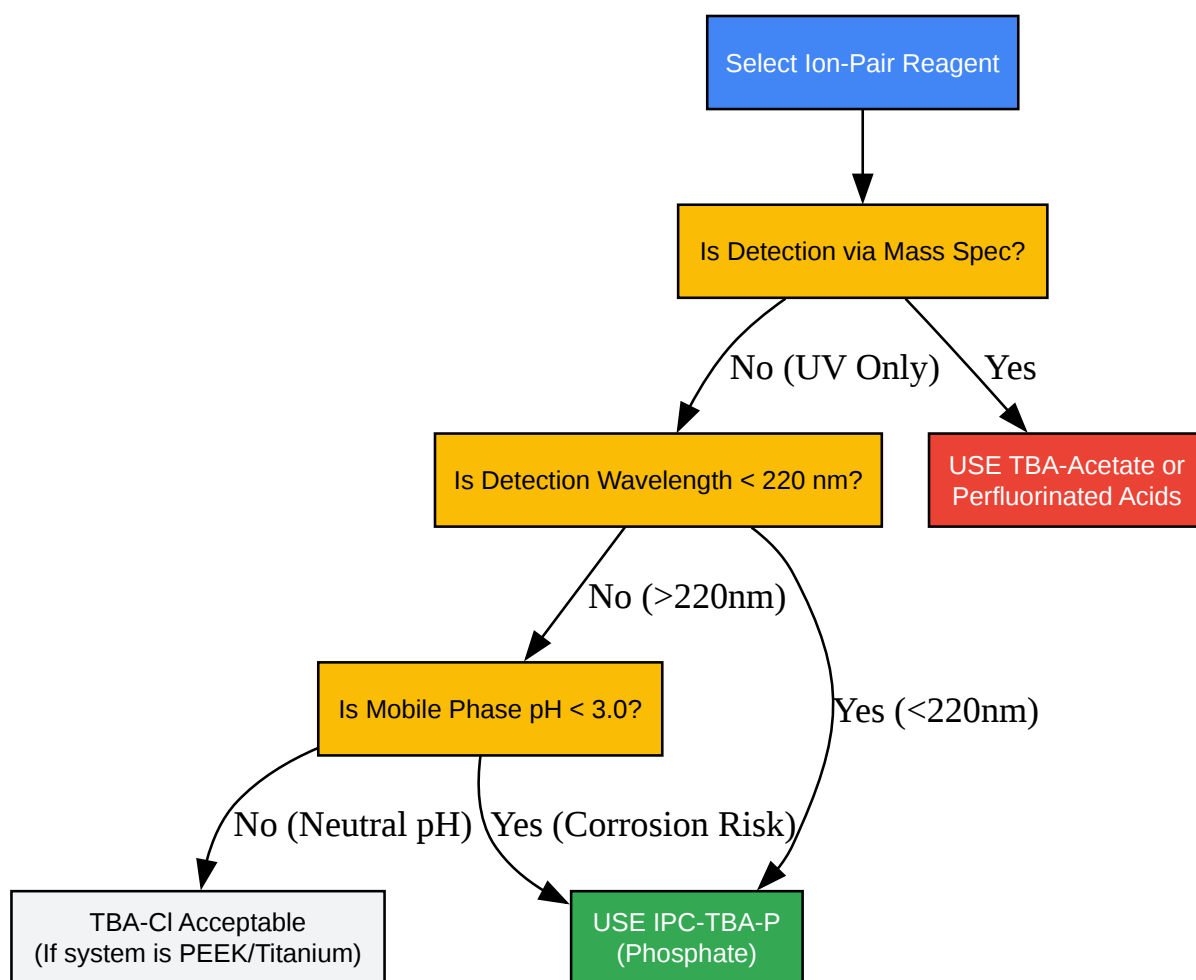 Select Ion-Pair Reagent
Is Detection via Mass Spec?
No (UV Only)
Yes
Is Detection Wavelength < 220 nm?
USE TBA-Acetate or
Perfluorinated Acids
No (>220nm)
Is Mobile Phase pH < 3.0?
Yes (<220nm)
No (Neutral pH)
Yes (Corrosion Risk)
TBA-Cl Acceptable
(If system is PEEK/Titanium)
USE IPC-TBA-P
(Phosphate)